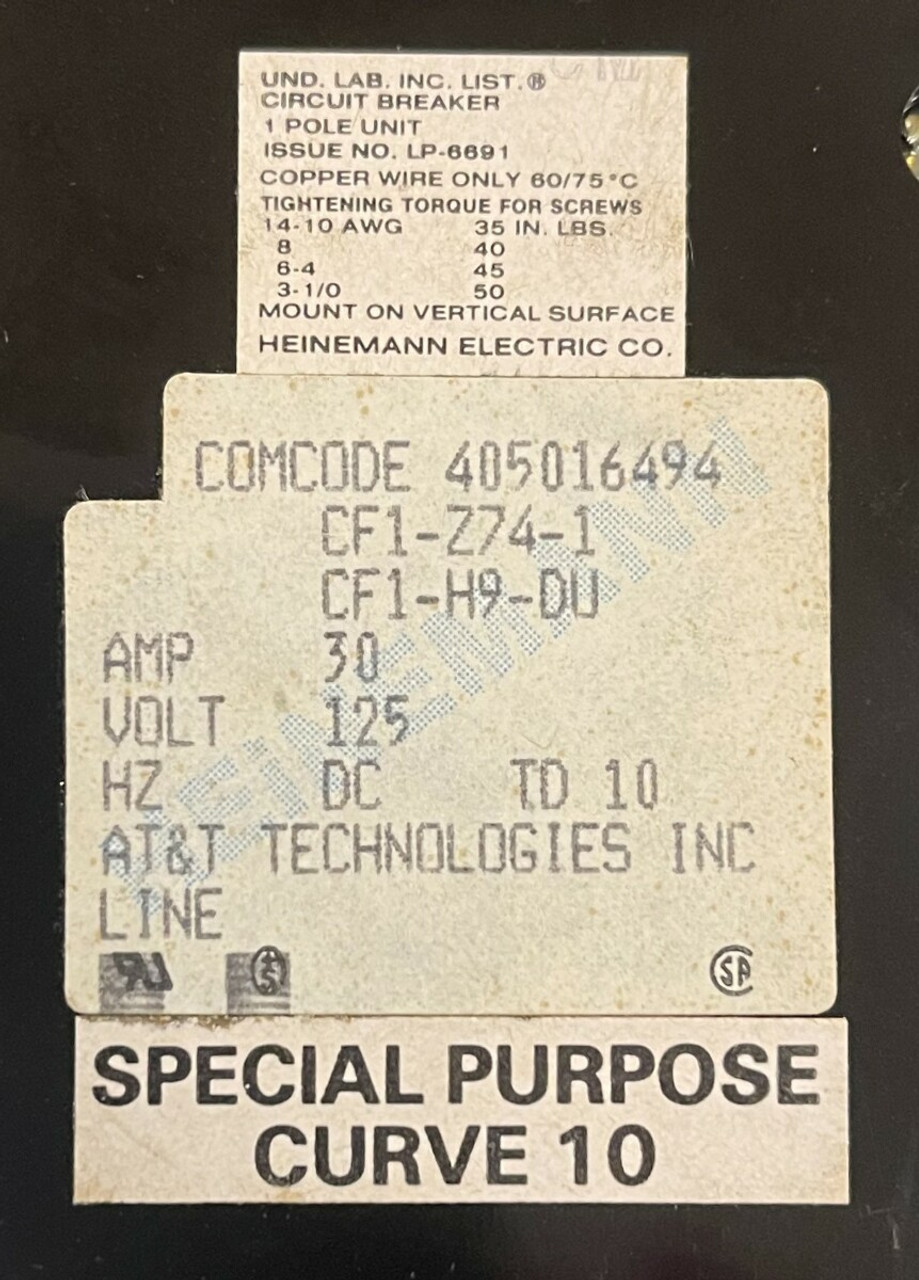 UND. LAB. INC. LIST.®
CIRCUIT BREAKER
1 POLE UNIT
ISSUE NO. LP-6691
COPPER WIRE ONLY 60/75°C
TIGHTENING TORQUE FOR SCREWS
14-10 AWG 35 IN. LBS.
8 40
6-4 45
3-1/0 50
MOUNT ON VERTICAL SURFACE
HEINEMANN ELECTRIC CO.
COMCODE 405016494
CF1-Z74-1
CF1-H9-DU
AMP 30
VOLT 125
HZ DC TD 10
AT&T TECHNOLOGIES INC
LINE
HEINEMANN
SA
SPECIAL PURPOSE
CURVE 10